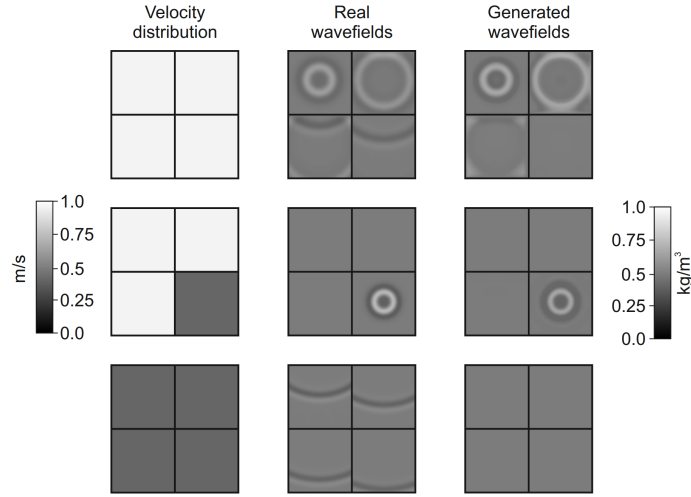 Velocity
distribution
Real
wavefields
Generated
wavefields
m/s
1.0
0.75
0.5
0.25
0.0
1.0
0.75
0.5
0.25
0.0
kg/m³